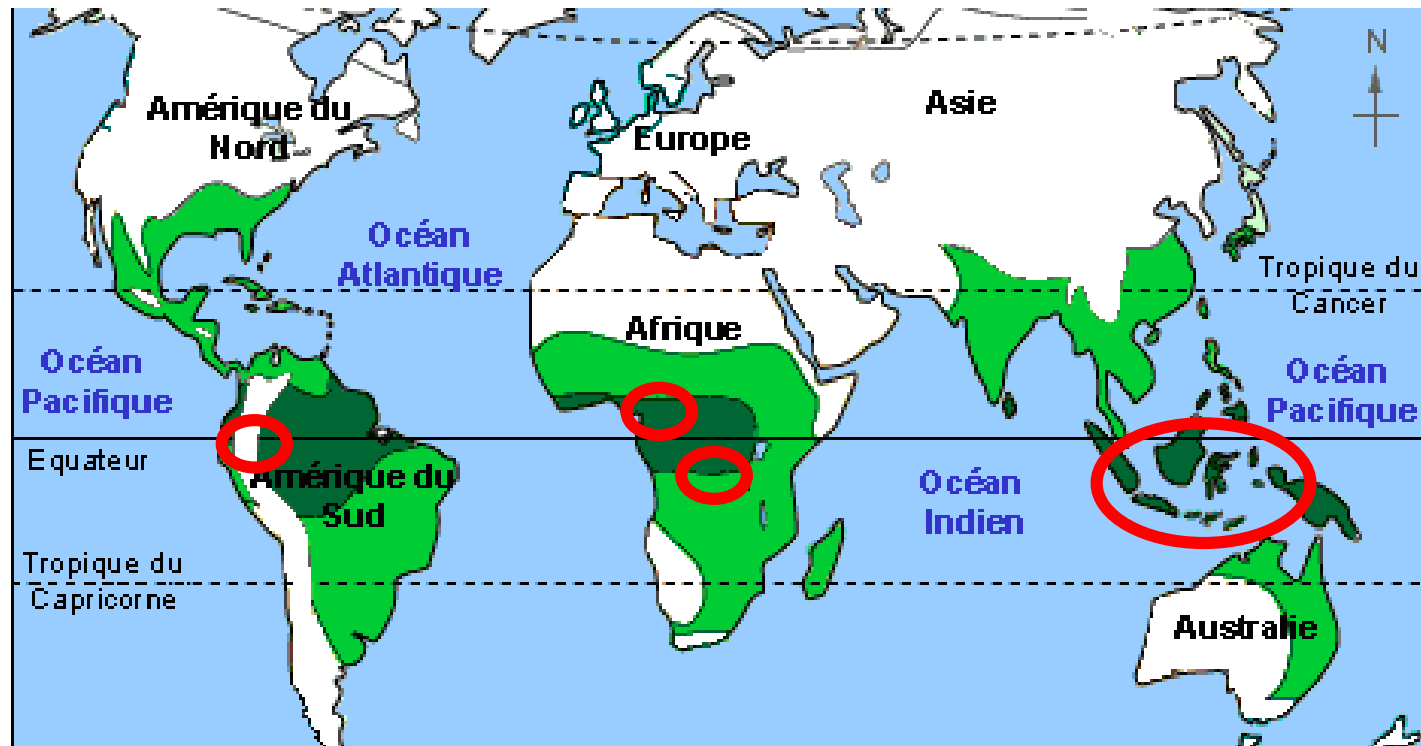 N
Amérique du
Nord
Europe
Asie
Océan
Atlantique
Tropique du
Cancer
Afrique
Océan
Pacifique
Océan
Pacifique
Equateur
Amérique du
Sud
Océan
Indien
Tropique du
Capricorne
Australie